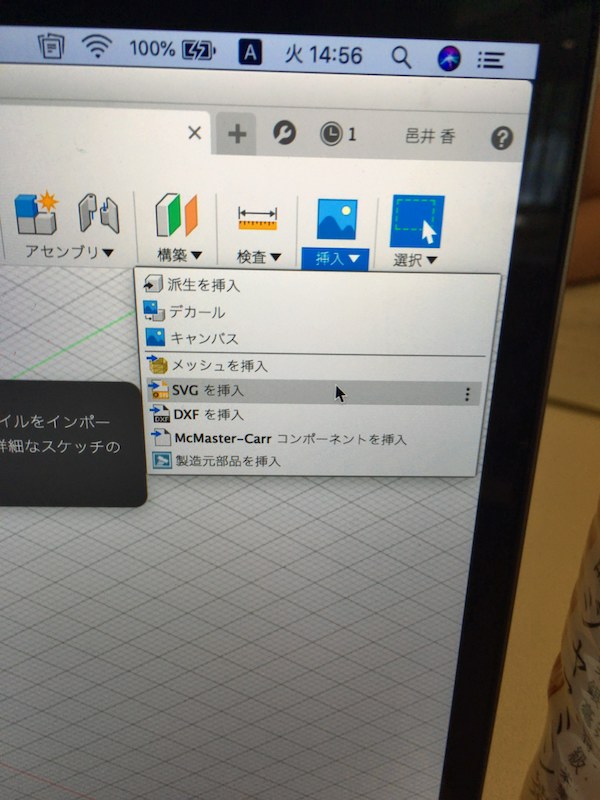 100% A 火 14:56
1 邑井 香 ?
アセンブリ▼ 構築▼ 検査▼ 挿入▼ 選択▼
派生を挿入
デカール
キャンバス
メッシュを挿入
SVG を挿入
DXF を挿入
McMaster-Carr コンポーネントを挿入
製造元部品を挿入
イルをインポー
詳細なスケッチの